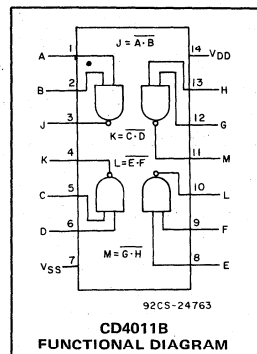 J = A̅·̅B̅
A 1 14 VDD
B 2 13 H
J 3 12 G
K = C̅·̅D̅
K 4 11 M
L = E̅·̅F̅
C 5 10 L
D 6 9 F
M = G̅·̅H̅
VSS 7 8 E
92CS-24763
CD4011B
FUNCTIONAL DIAGRAM